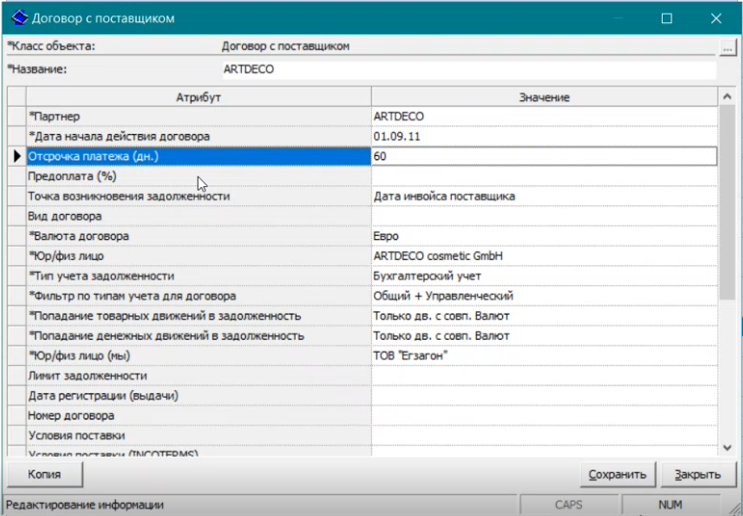 Договор с поставщиком
*Класс объекта: Договор с поставщиком ...
*Название: ARTDECO
Атрибут Значение
*Партнер ARTDECO
*Дата начала действия договора 01.09.11
Отсрочка платежа (дн.) 60
Предоплата (%)
Точка возникновения задолженности Дата инвойса поставщика
Вид договора
*Валюта договора Евро
*Юр/физ лицо ARTDECO cosmetic GmbH
*Тип учета задолженности Бухгалтерский учет
*Фильтр по типам учета для договора Общий + Управленческий
*Попадание товарных движений в задолженность Только дв. с совп. Валют
*Попадание денежных движений в задолженность Только дв. с совп. Валют
*Юр/физ лицо (мы) ТОВ "Егзагон"
Лимит задолженности
Дата регистрации (выдачи)
Номер договора
Условия поставки
Условия поставки (INCOTERMS)
Копия Сохранить Закрыть
Редактирование информации CAPS NUM